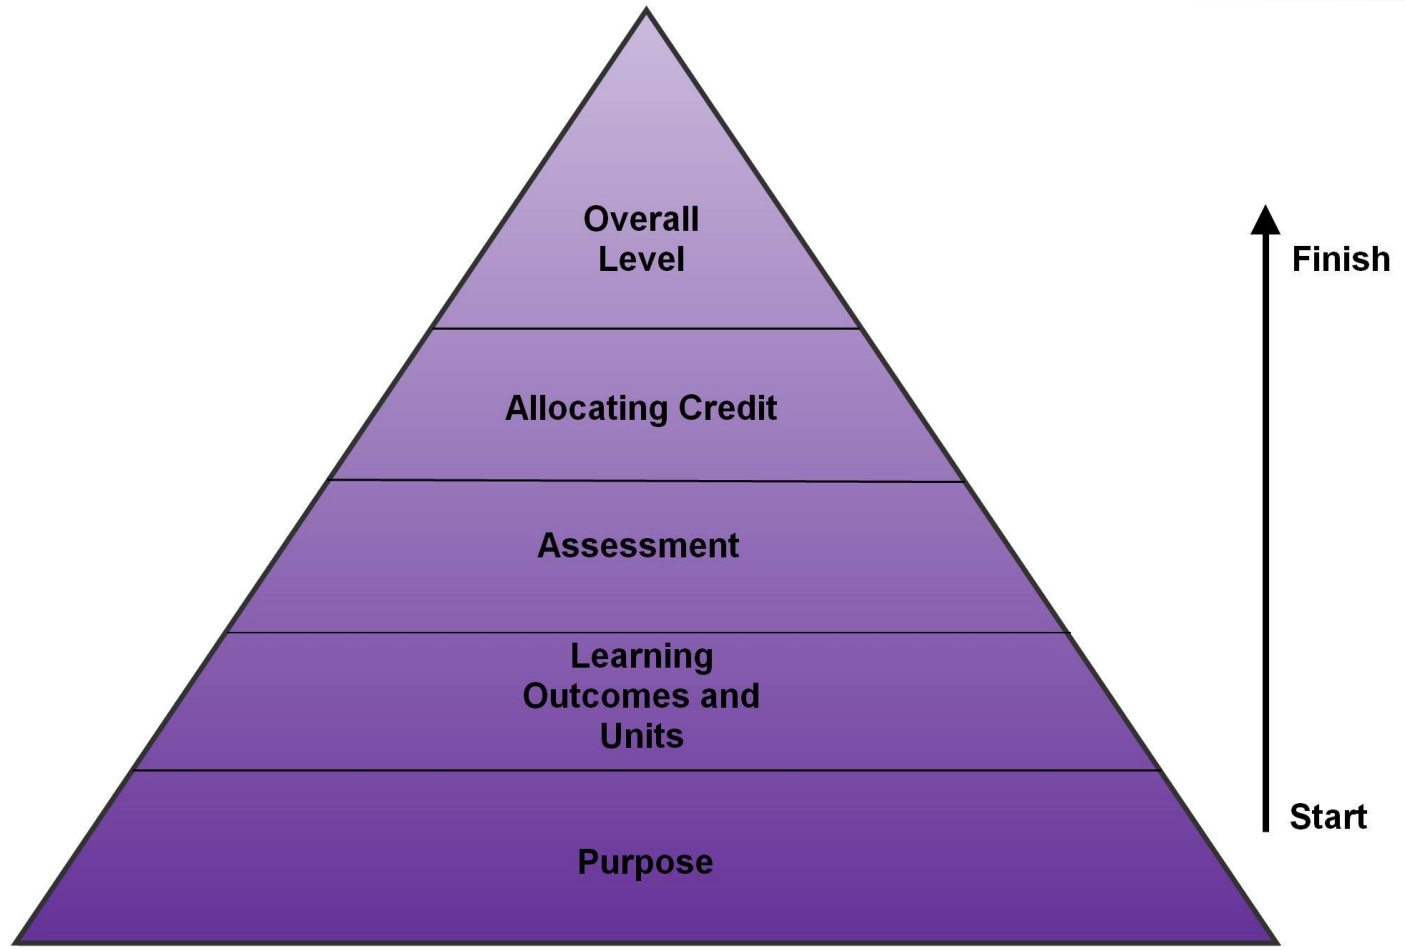 Overall
Level
Finish
Allocating Credit
Assessment
Learning
Outcomes and
Units
Start
Purpose